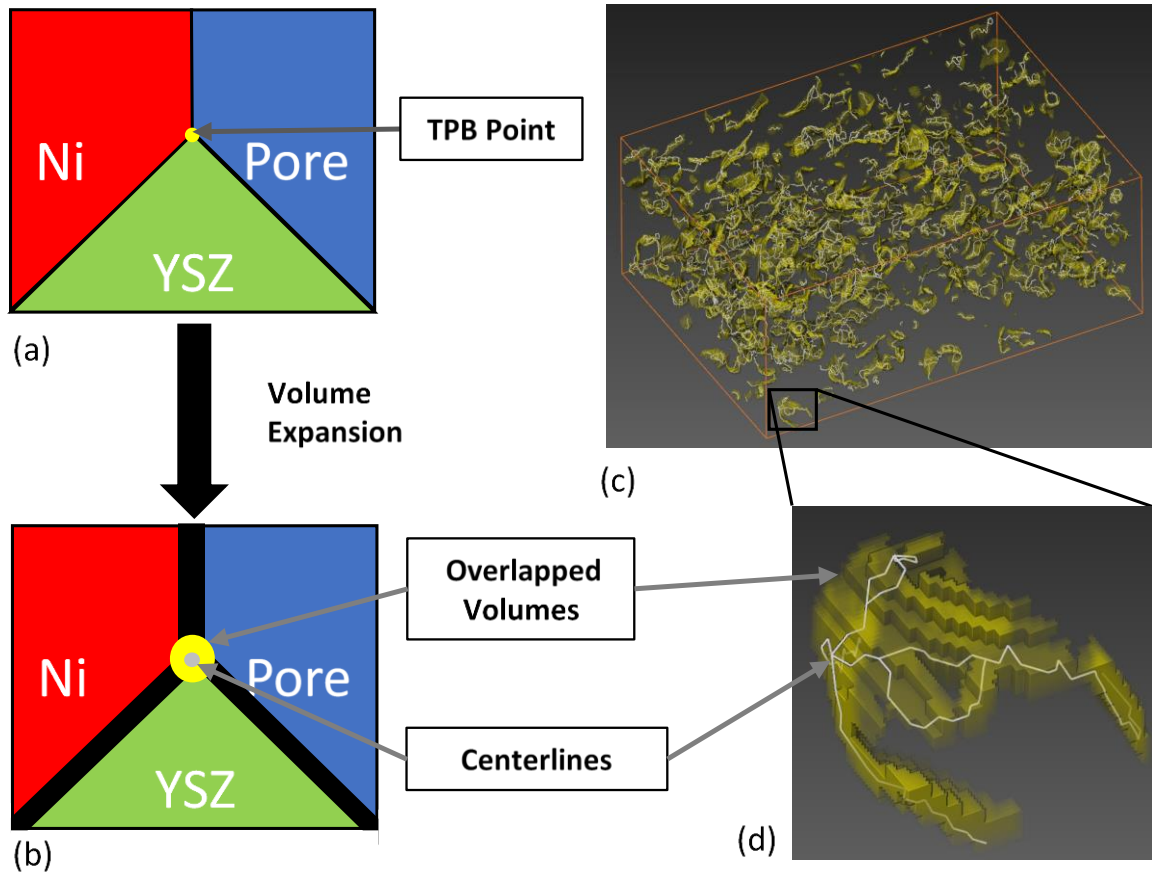 Ni
Pore
YSZ
TPB Point
(a)
Volume
Expansion
(c)
Ni
Pore
YSZ
Overlapped
Volumes
Centerlines
(b)
(d)